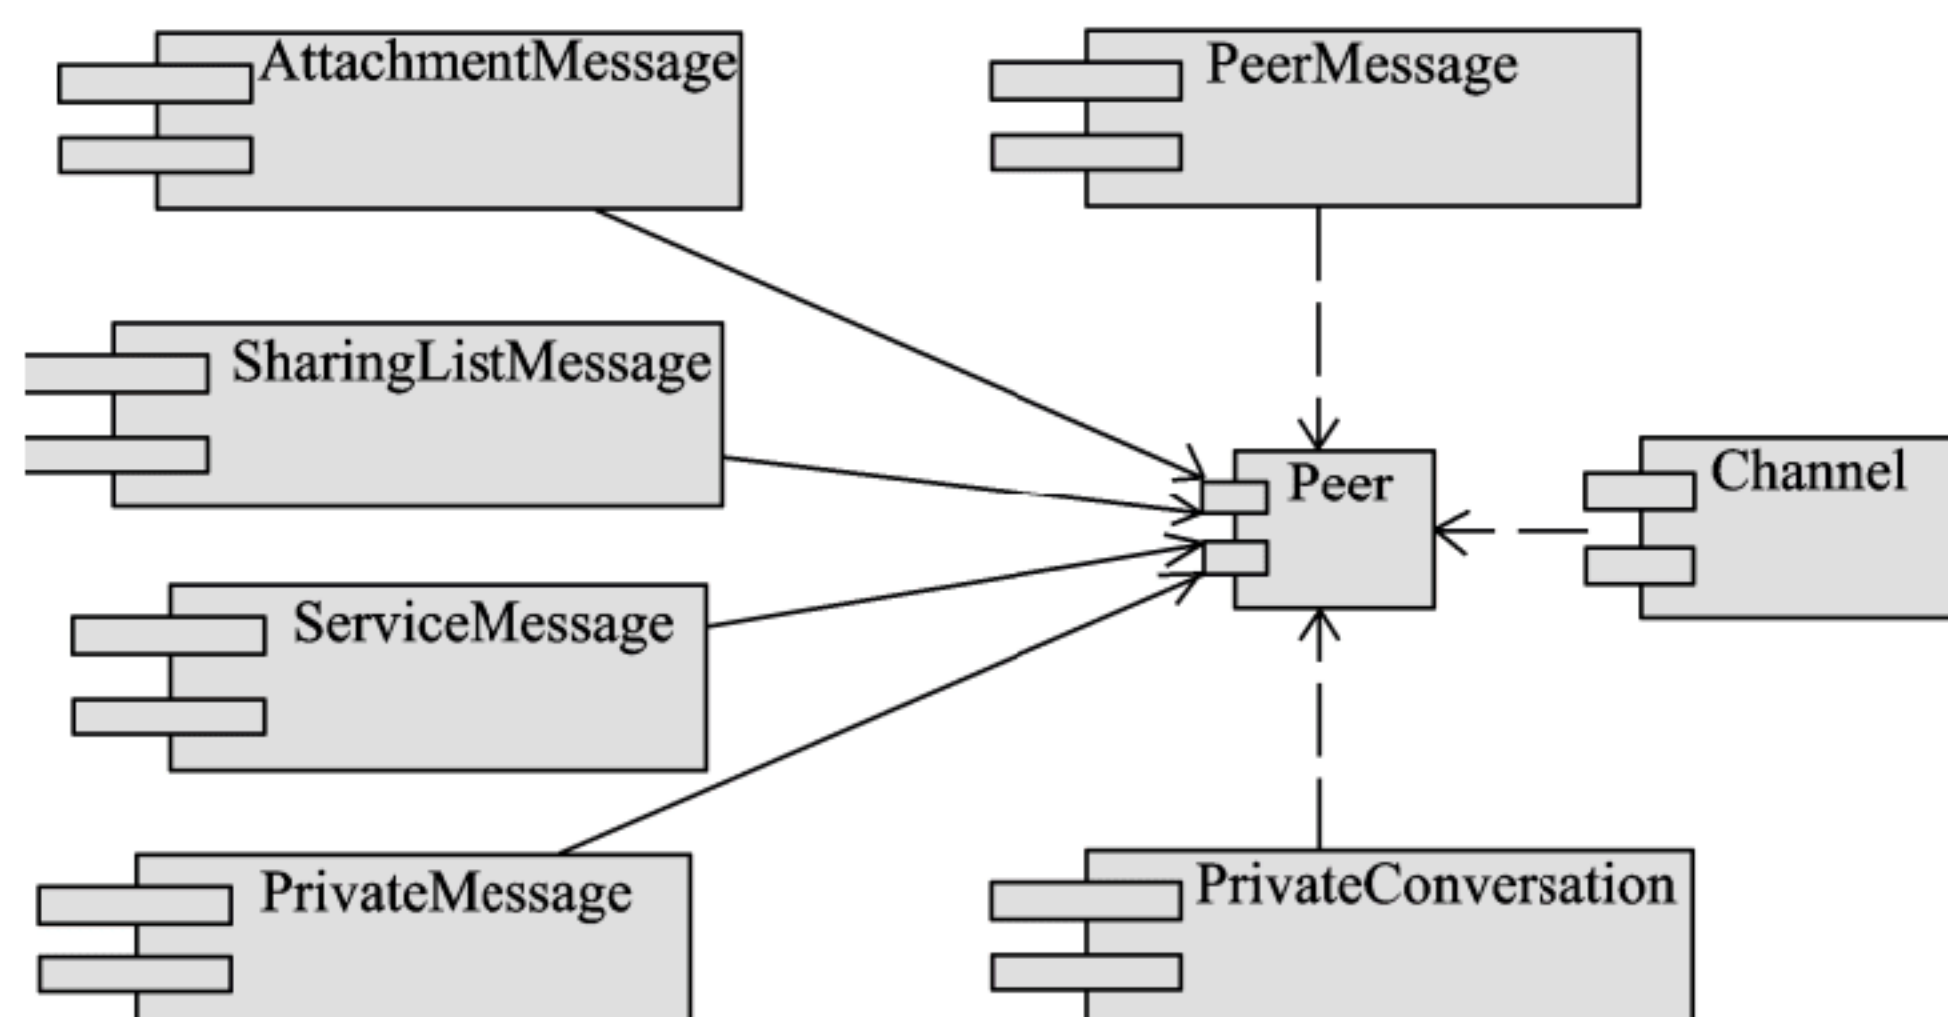 AttachmentMessage
PeerMessage
SharingListMessage
Peer
Channel
ServiceMessage
PrivateMessage
PrivateConversation